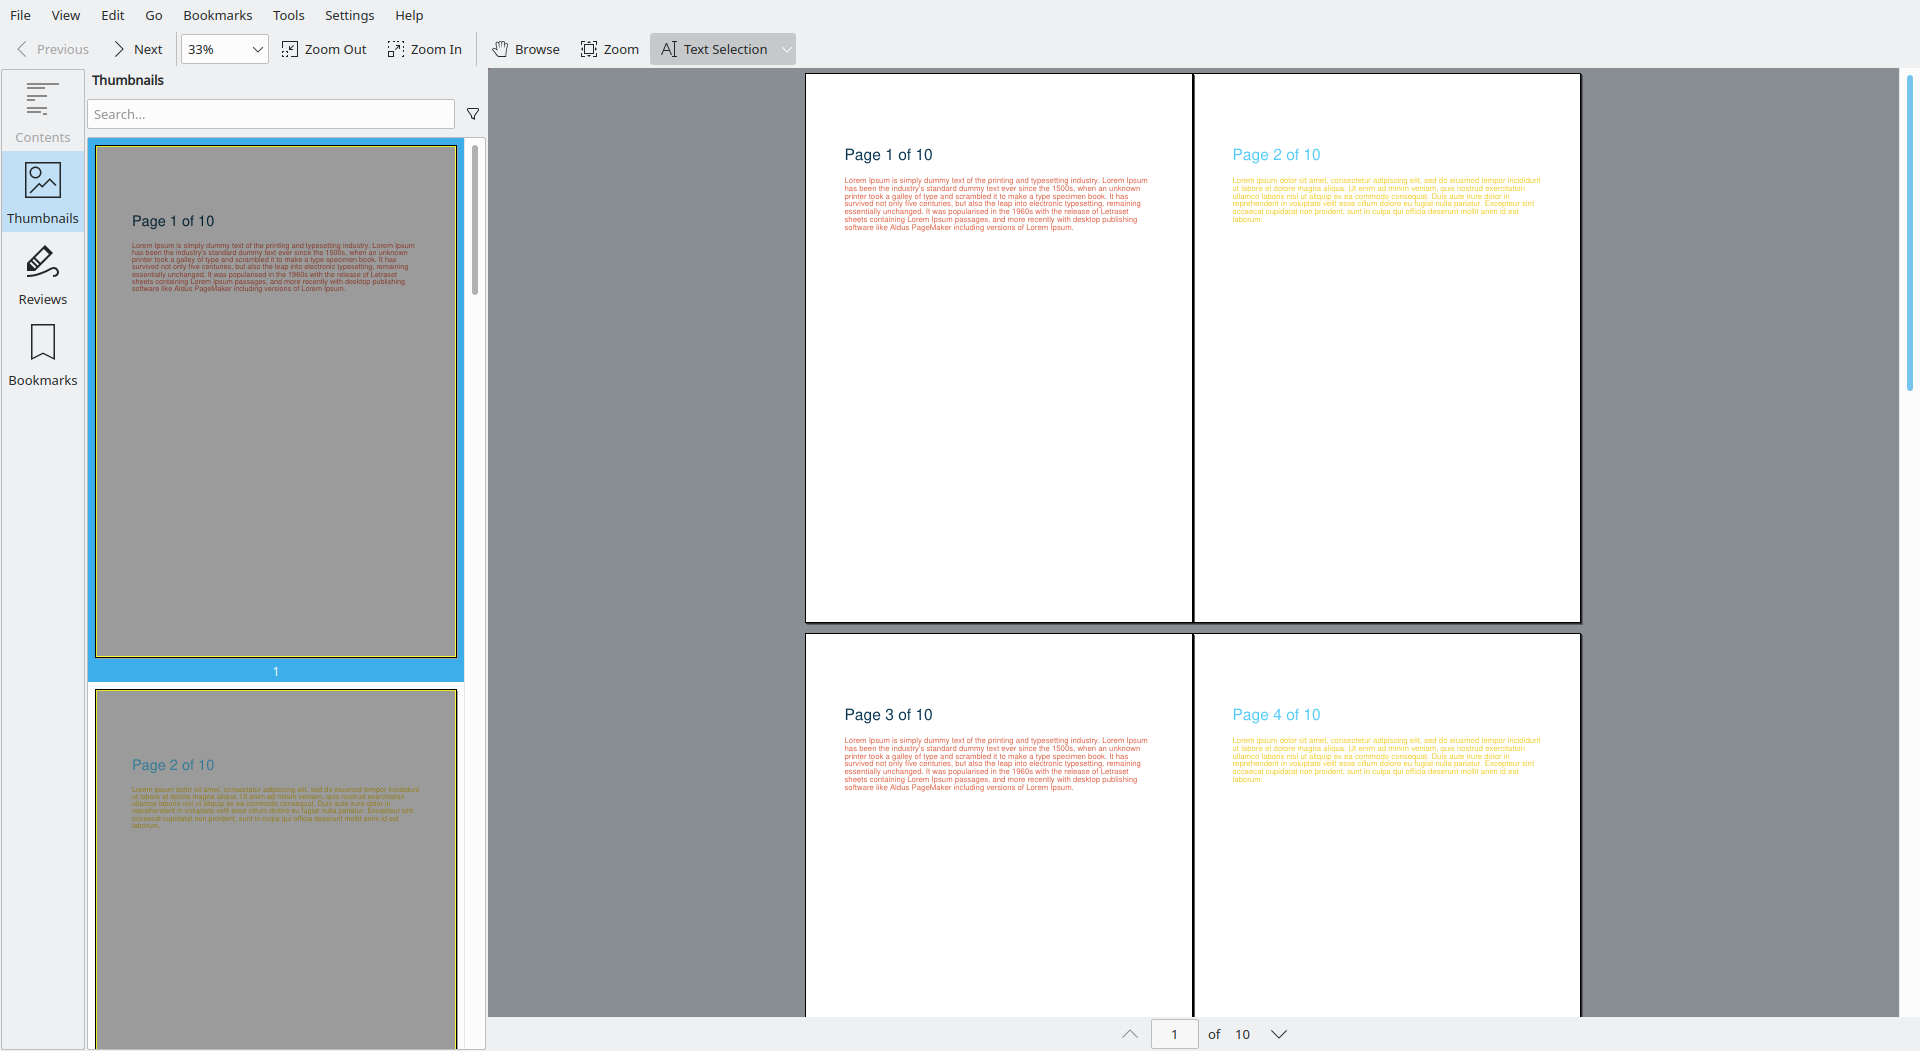 File View Edit Go Bookmarks Tools Settings Help
Previous Next 33% Zoom Out Zoom In Browse Zoom Text Selection
Contents
Thumbnails
Reviews
Bookmarks
Thumbnails
Search...
Page 1 of 10
Lorem Ipsum is simply dummy text of the printing and typesetting industry. Lorem Ipsum
has been the industry's standard dummy text ever since the 1500s, when an unknown
printer took a galley of type and scrambled it to make a type specimen book. It has
survived not only five centuries, but also the leap into electronic typesetting, remaining
essentially unchanged. It was popularised in the 1960s with the release of Letraset
sheets containing Lorem Ipsum passages, and more recently with desktop publishing
software like Aldus PageMaker including versions of Lorem Ipsum.
1
Page 2 of 10
Lorem ipsum dolor sit amet, consectetur adipiscing elit, sed do eiusmod tempor incididunt
ut labore et dolore magna aliqua. Ut enim ad minim veniam, quis nostrud exercitation
ullamco laboris nisi ut aliquip ex ea commodo consequat. Duis aute irure dolor in
reprehenderit in voluptate velit esse cillum dolore eu fugiat nulla pariatur. Excepteur sint
occaecat cupidatat non proident, sunt in culpa qui officia deserunt mollit anim id est
laborum.
Page 1 of 10
Lorem Ipsum is simply dummy text of the printing and typesetting industry. Lorem Ipsum
has been the industry's standard dummy text ever since the 1500s, when an unknown
printer took a galley of type and scrambled it to make a type specimen book. It has
survived not only five centuries, but also the leap into electronic typesetting, remaining
essentially unchanged. It was popularised in the 1960s with the release of Letraset
sheets containing Lorem Ipsum passages, and more recently with desktop publishing
software like Aldus PageMaker including versions of Lorem Ipsum.
Page 2 of 10
Lorem ipsum dolor sit amet, consectetur adipiscing elit, sed do eiusmod tempor incididunt
ut labore et dolore magna aliqua. Ut enim ad minim veniam, quis nostrud exercitation
ullamco laboris nisi ut aliquip ex ea commodo consequat. Duis aute irure dolor in
reprehenderit in voluptate velit esse cillum dolore eu fugiat nulla pariatur. Excepteur sint
occaecat cupidatat non proident, sunt in culpa qui officia deserunt mollit anim id est
laborum.
Page 3 of 10
Lorem Ipsum is simply dummy text of the printing and typesetting industry. Lorem Ipsum
has been the industry's standard dummy text ever since the 1500s, when an unknown
printer took a galley of type and scrambled it to make a type specimen book. It has
survived not only five centuries, but also the leap into electronic typesetting, remaining
essentially unchanged. It was popularised in the 1960s with the release of Letraset
sheets containing Lorem Ipsum passages, and more recently with desktop publishing
software like Aldus PageMaker including versions of Lorem Ipsum.
Page 4 of 10
Lorem ipsum dolor sit amet, consectetur adipiscing elit, sed do eiusmod tempor incididunt
ut labore et dolore magna aliqua. Ut enim ad minim veniam, quis nostrud exercitation
ullamco laboris nisi ut aliquip ex ea commodo consequat. Duis aute irure dolor in
reprehenderit in voluptate velit esse cillum dolore eu fugiat nulla pariatur. Excepteur sint
occaecat cupidatat non proident, sunt in culpa qui officia deserunt mollit anim id est
laborum.
1 of 10